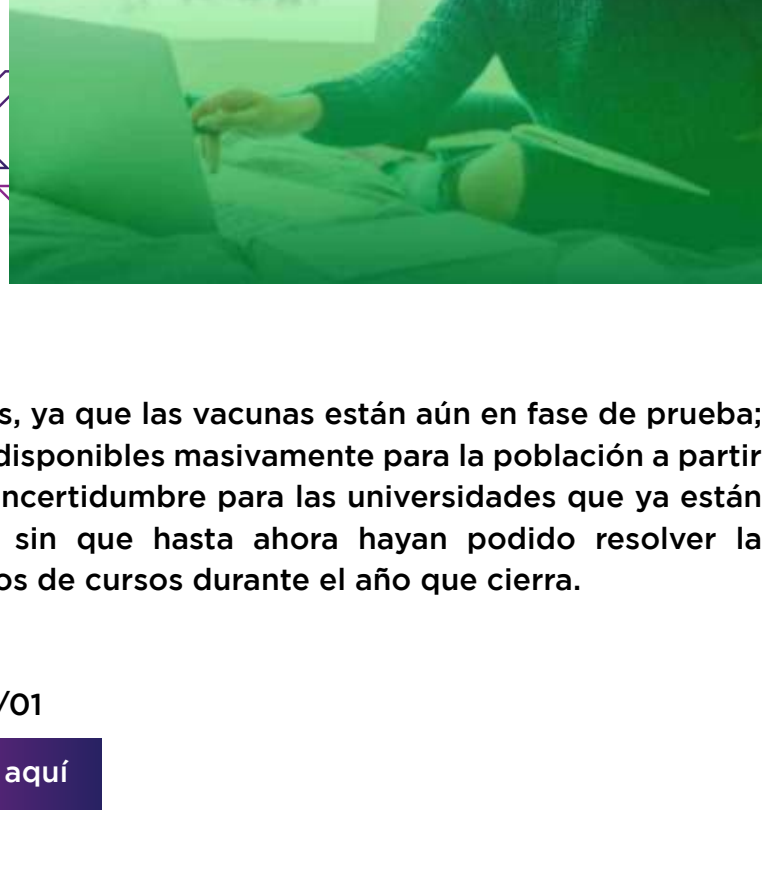 s, ya que las vacunas están aún en fase de prueba;
disponibles masivamente para la población a partir
ncertidumbre para las universidades que ya están
sin que hasta ahora hayan podido resolver la
os de cursos durante el año que cierra.
/01
aquí